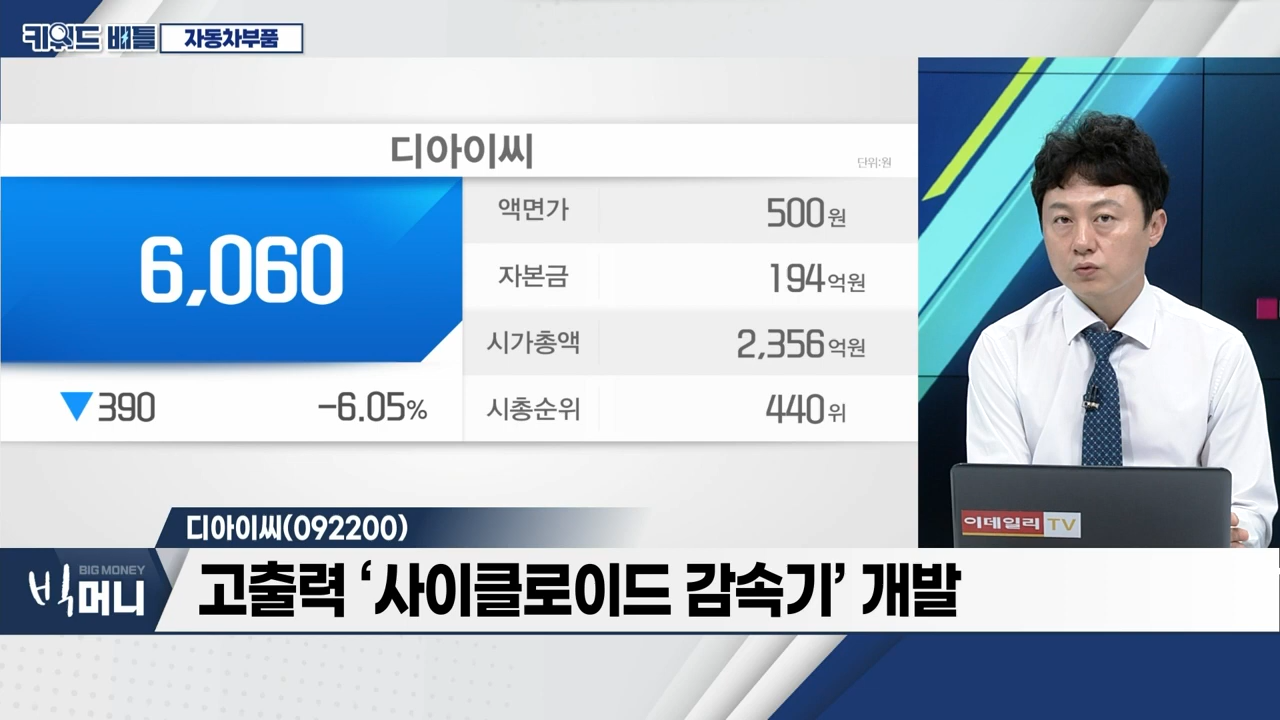 키워드 배틀 자동차부품
디아이씨
단위:원
6,060
▼390 -6.05%
액면가 500원
자본금 194억원
시가총액 2,356억원
시총순위 440위
이데일리TV
디아이씨(092200)
BIG MONEY
빅머니
고출력 ‘사이클로이드 감속기’ 개발